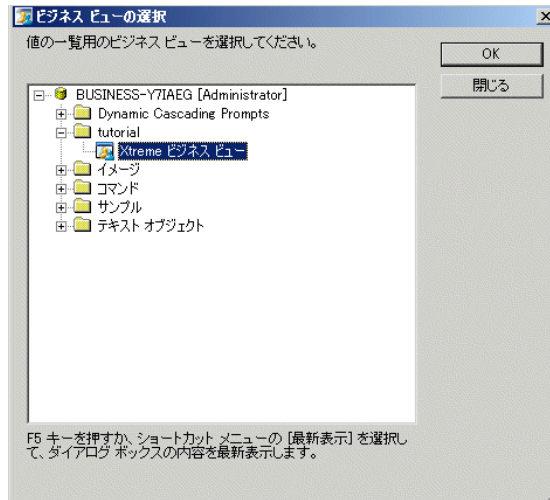 ビジネス ビューの選択
値の一覧用のビジネス ビューを選択してください。
OK
閉じる
BUSINESS-Y7IAEG [Administrator]
Dynamic Cascading Prompts
tutorial
Xtreme ビジネス ビュー
イメージ
コマンド
サンプル
テキスト オブジェクト
F5 キーを押すか、ショートカット メニューの [最新表示] を選択し
て、ダイアログ ボックスの内容を最新表示します。